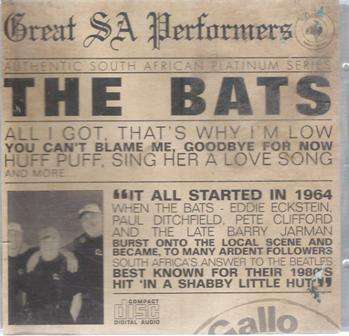 Great SA Performers
AUTHENTIC SOUTH AFRICAN PLATINUM SERIES
THE BATS
ALL I GOT, THAT'S WHY I'M LOW
YOU CAN'T BLAME ME, GOODBYE FOR NOW
HUFF PUFF, SING HER A LOVE SONG
AND MORE
"IT ALL STARTED IN 1964
WHEN THE BATS - EDDIE ECKSTEIN,
PAUL DITCHFIELD, PETE CLIFFORD
AND THE LATE BARRY JARMAN
BURST ONTO THE LOCAL SCENE AND
BECAME, TO MANY ARDENT FOLLOWERS
SOUTH AFRICA'S ANSWER TO THE BEATLES
BEST KNOWN FOR THEIR 1980'S
HIT 'IN A SHABBY LITTLE HUT'"
COMPACT
disc
DIGITAL AUDIO
Gallo